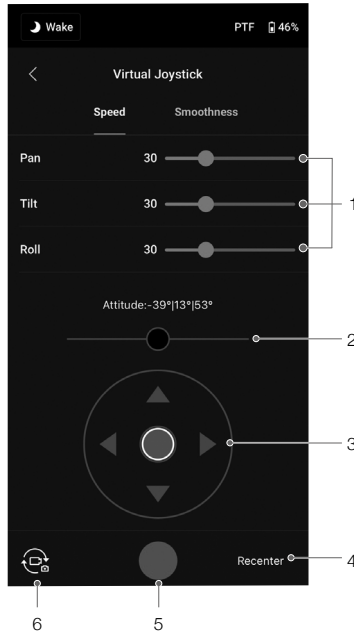 Wake PTF 46%
Virtual Joystick
Speed Smoothness
Pan 30
1
Tilt 30
Roll 30
Attitude:-39°|13°|53°
2
3
Recenter 4
6 5